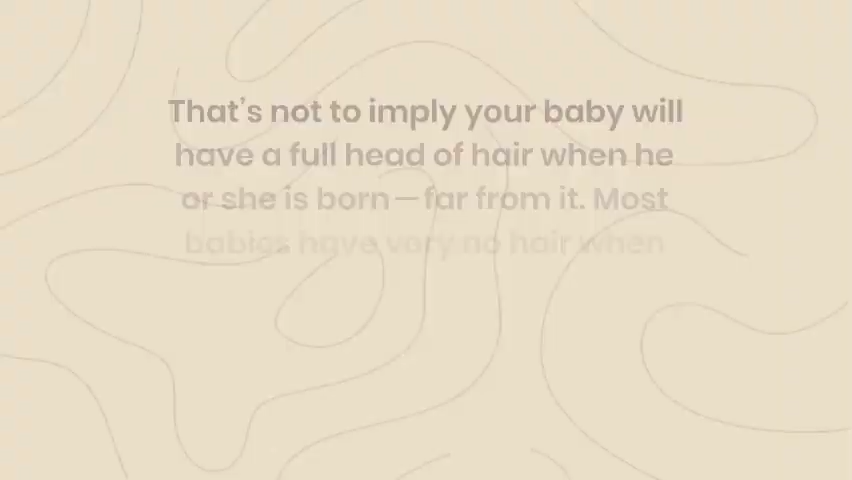 That's not to imply your baby will
have a full head of hair when he
or she is born—far from it. Most
babies have very no hair when